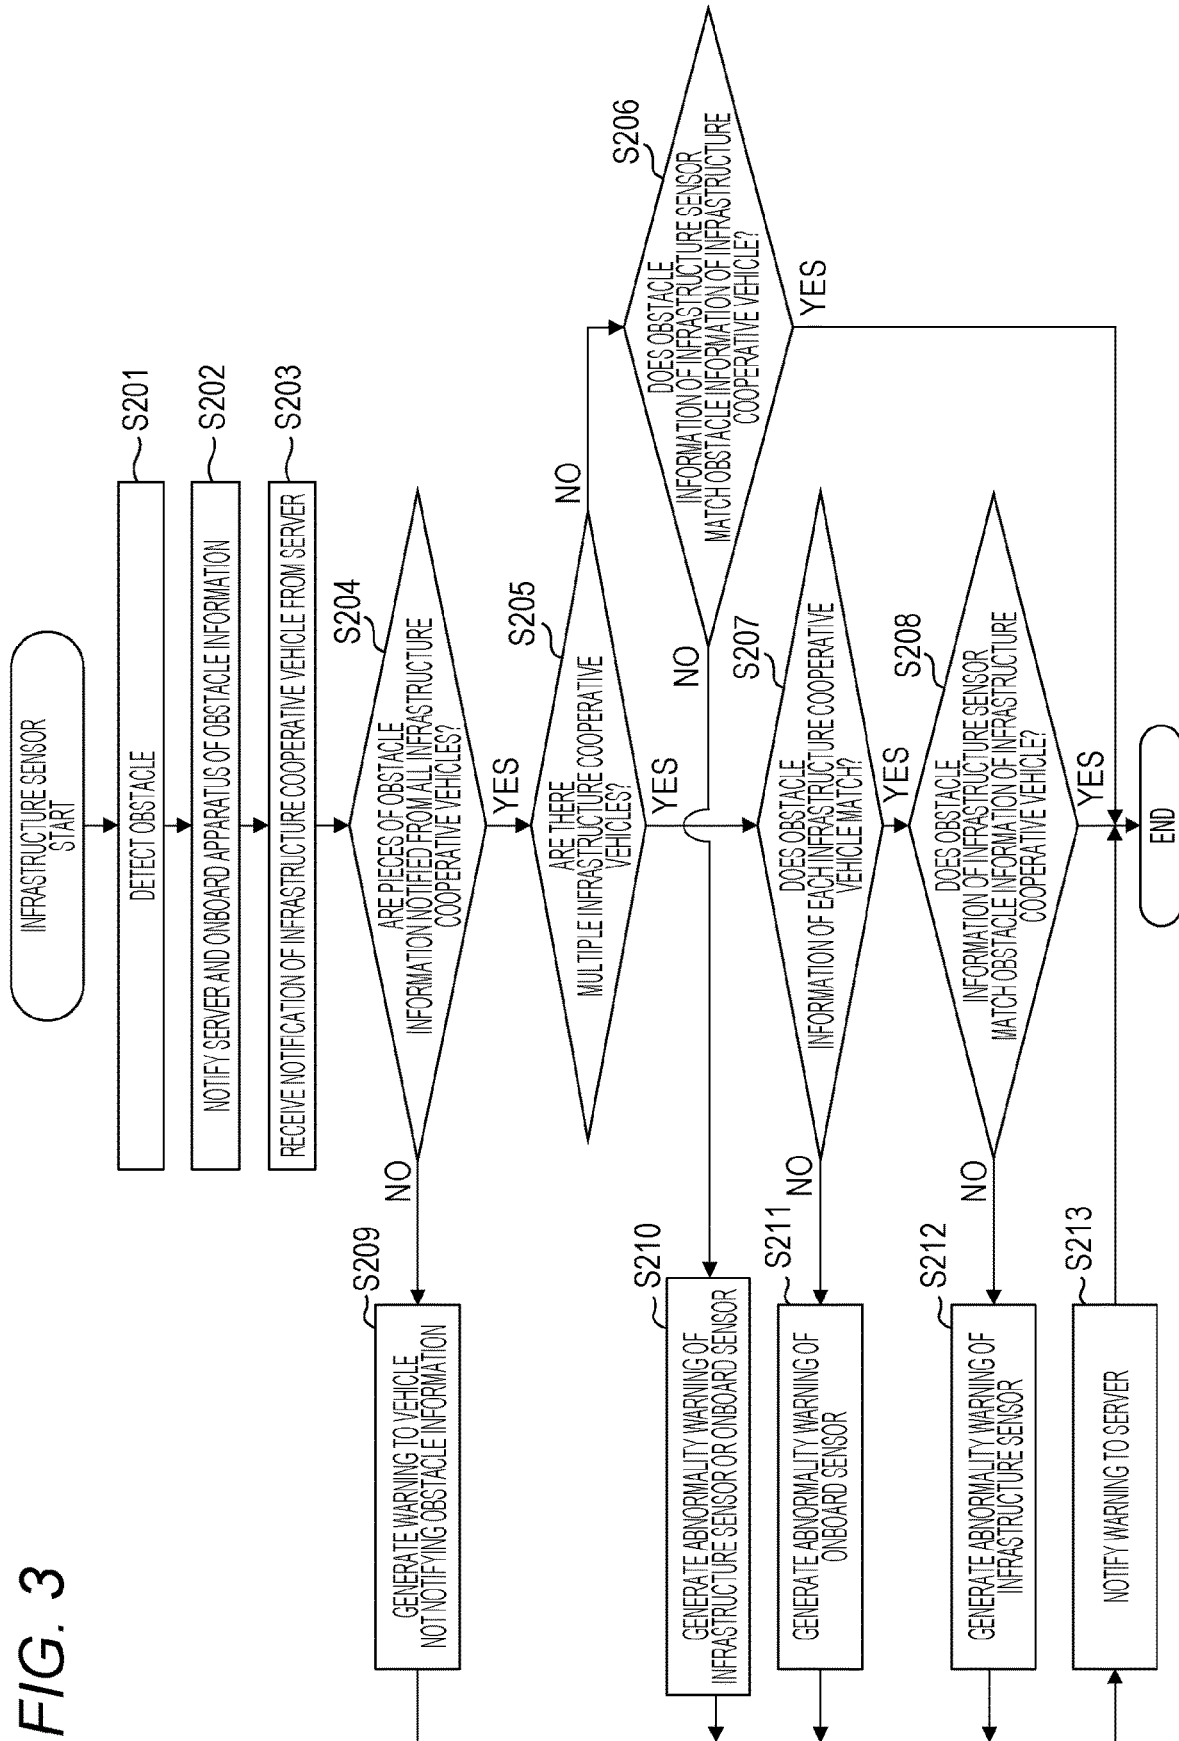 FIG. 3
INFRASTRUCTURE SENSOR
START
S201
DETECT OBSTACLE
S202
NOTIFY SERVER AND ONBOARD APPARATUS OF OBSTACLE INFORMATION
S203
RECEIVE NOTIFICATION OF INFRASTRUCTURE COOPERATIVE VEHICLE FROM SERVER
S204
ARE PIECES OF OBSTACLE
INFORMATION NOTIFIED FROM ALL INFRASTRUCTURE
COOPERATIVE VEHICLES?
NO
YES
S209
GENERATE WARNING TO VEHICLE
NOT NOTIFYING OBSTACLE INFORMATION
S205
ARE THERE
MULTIPLE INFRASTRUCTURE COOPERATIVE
VEHICLES?
NO
YES
S206
DOES OBSTACLE
INFORMATION OF INFRASTRUCTURE SENSOR
MATCH OBSTACLE INFORMATION OF INFRASTRUCTURE
COOPERATIVE VEHICLE?
NO
YES
S210
GENERATE ABNORMALITY WARNING OF
INFRASTRUCTURE SENSOR OR ONBOARD SENSOR
S207
DOES OBSTACLE
INFORMATION OF EACH INFRASTRUCTURE COOPERATIVE
VEHICLE MATCH?
NO
YES
S211
GENERATE ABNORMALITY WARNING OF
ONBOARD SENSOR
S208
DOES OBSTACLE
INFORMATION OF INFRASTRUCTURE SENSOR
MATCH OBSTACLE INFORMATION OF INFRASTRUCTURE
COOPERATIVE VEHICLE?
NO
YES
S212
GENERATE ABNORMALITY WARNING OF
INFRASTRUCTURE SENSOR
S213
NOTIFY WARNING TO SERVER
END